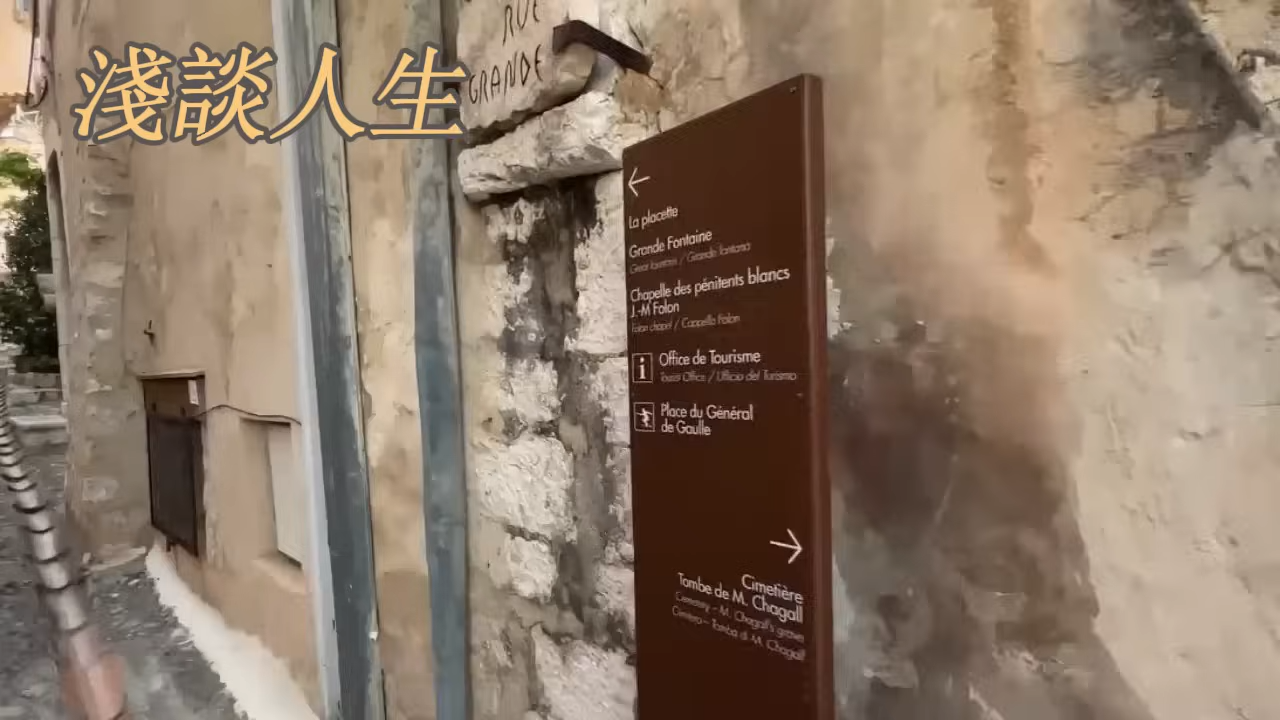 淺談人生
RUE
GRANDE
←
La placette
Grande Fontaine
Great fountain / Grande fontana
Chapelle des pénitents blancs
J.-M Folon
Folon chapel / Cappella Folon
i Office de Tourisme
Tourist Office / Ufficio del Turismo
Place du Général
de Gaulle
→
Cimetière
Tombe de M. Chagall
Cemetery – M. Chagall's grave
Cimitero – Tomba di M. Chagall